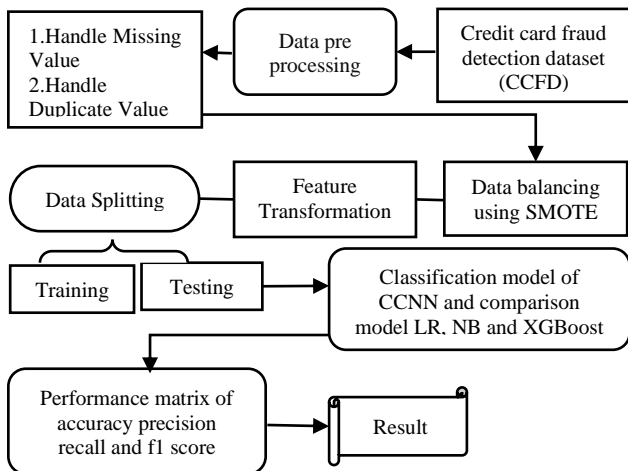 Credit card fraud
detection dataset
(CCFD)
Data pre
processing
1.Handle Missing
Value
2.Handle
Duplicate Value
Data balancing
using SMOTE
Feature
Transformation
Data Splitting
Training
Testing
Classification model of
CCNN and comparison
model LR, NB and XGBoost
Performance matrix of
accuracy precision
recall and f1 score
Result